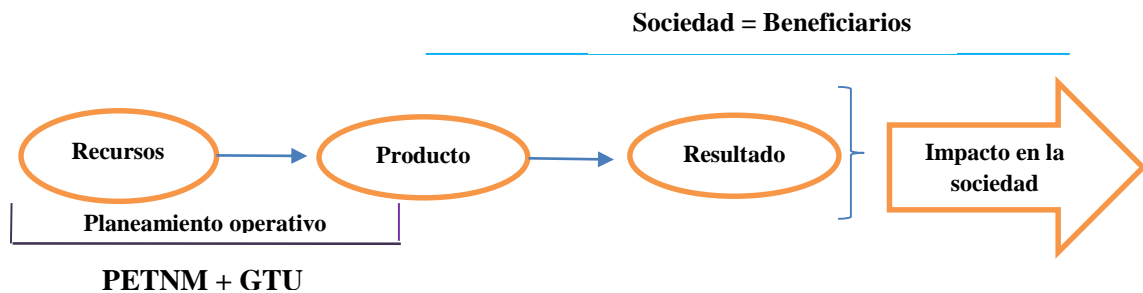 Sociedad = Beneficiarios
Recursos
Producto
Resultado
Impacto en la
sociedad
Planeamiento operativo
PETNM + GTU